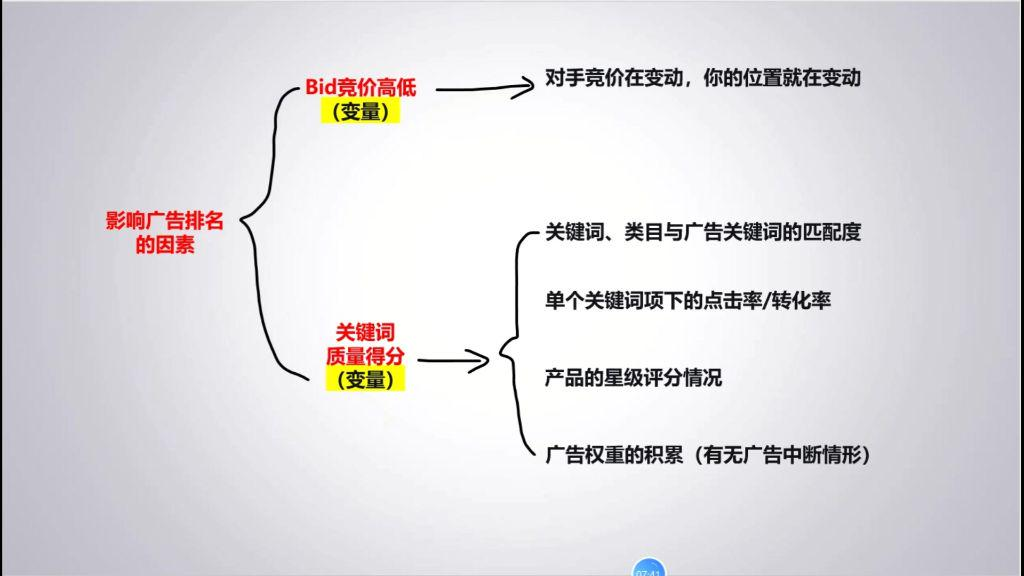 Bid竞价高低
（变量）
对手竞价在变动，你的位置就在变动
影响广告排名
的因素
关键词
质量得分
（变量）
关键词、类目与广告关键词的匹配度
单个关键词项下的点击率/转化率
产品的星级评分情况
广告权重的积累（有无广告中断情形）
07:41